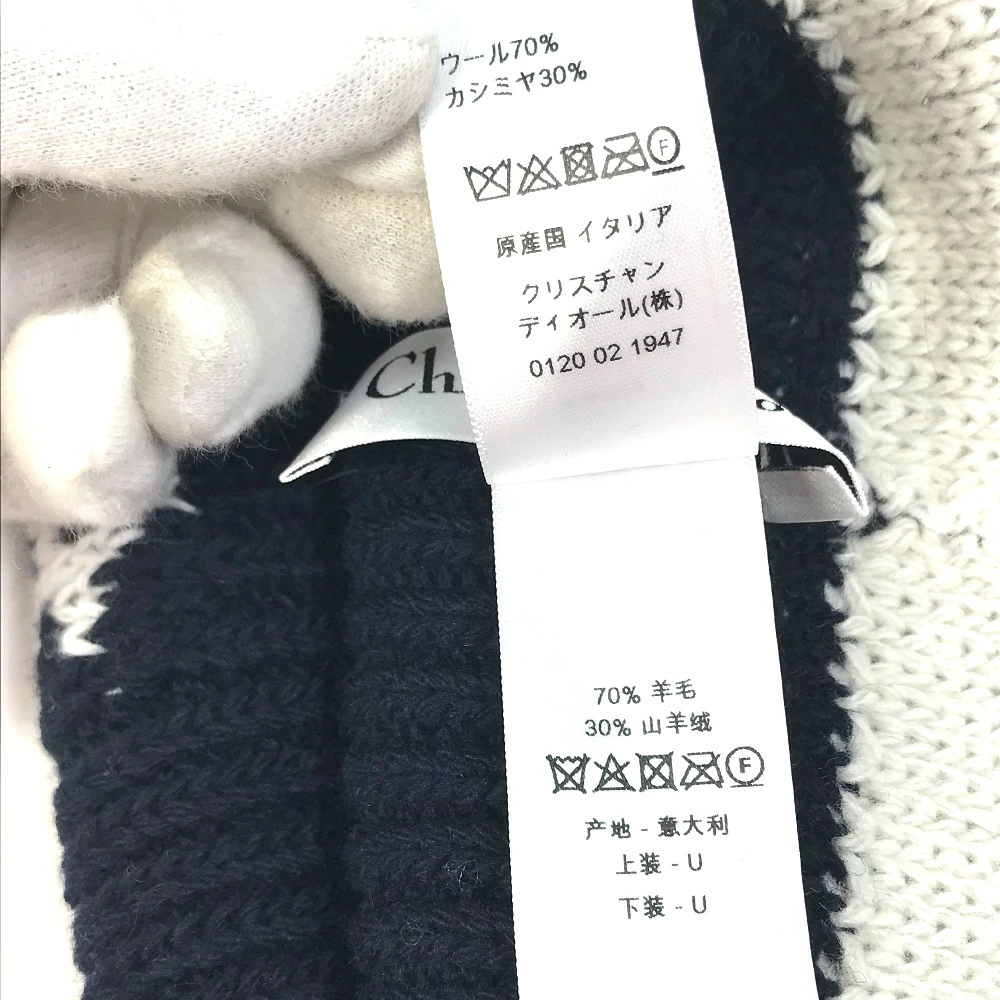 ウール70%
カシミヤ30%
F
原産国 イタリア
クリスチャン
ディオール(株)
0120 02 1947
Ch
70% 羊毛
30% 山羊绒
F
产地 - 意大利
上装 - U
下装 - U